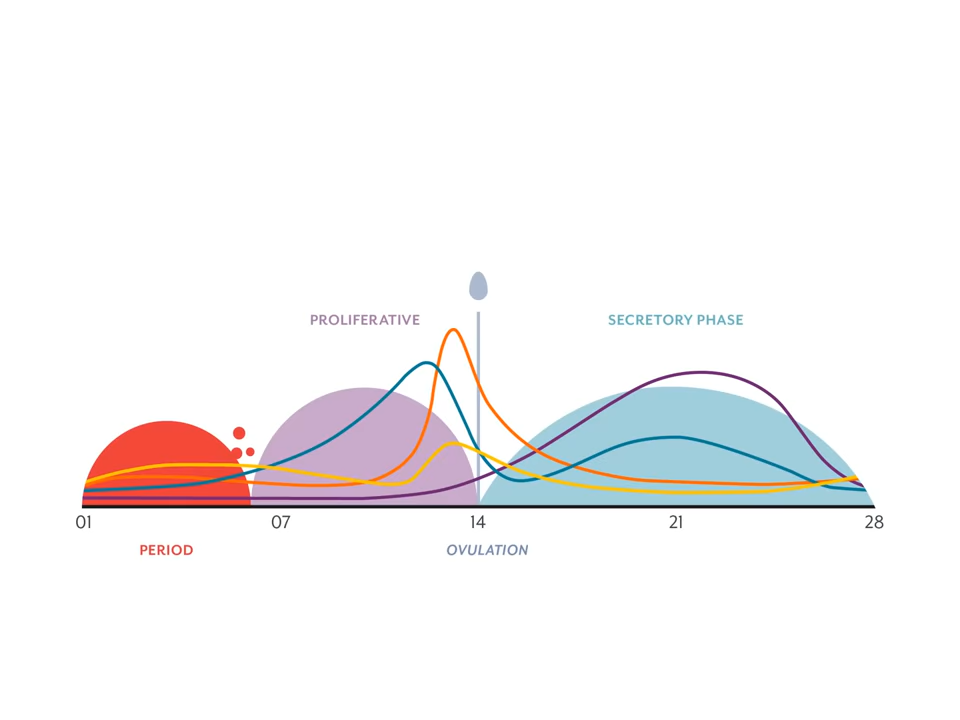 PROLIFERATIVE
SECRETORY PHASE
01 07 14 21 28
PERIOD
OVULATION